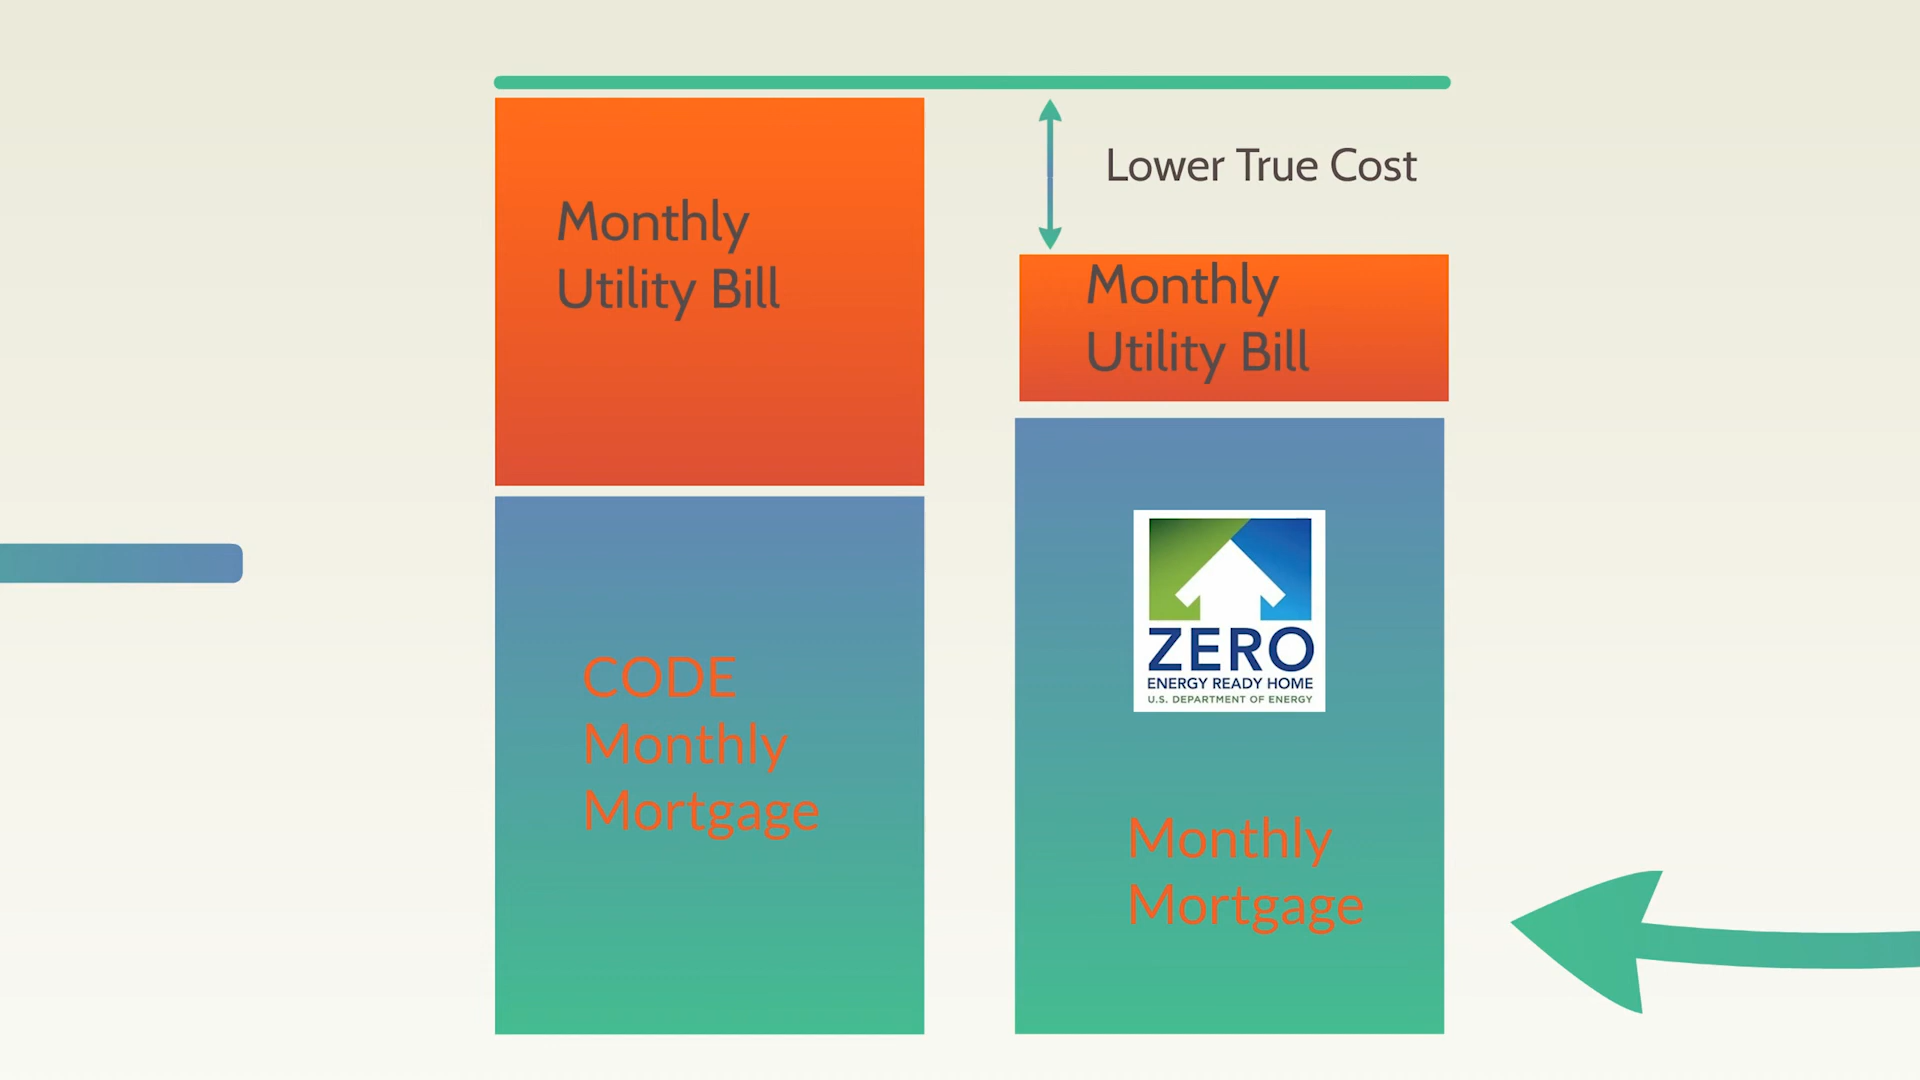 Monthly
Utility Bill
CODE
Monthly
Mortgage
Lower True Cost
Monthly
Utility Bill
ZERO
ENERGY READY HOME
U.S. DEPARTMENT OF ENERGY
Monthly
Mortgage